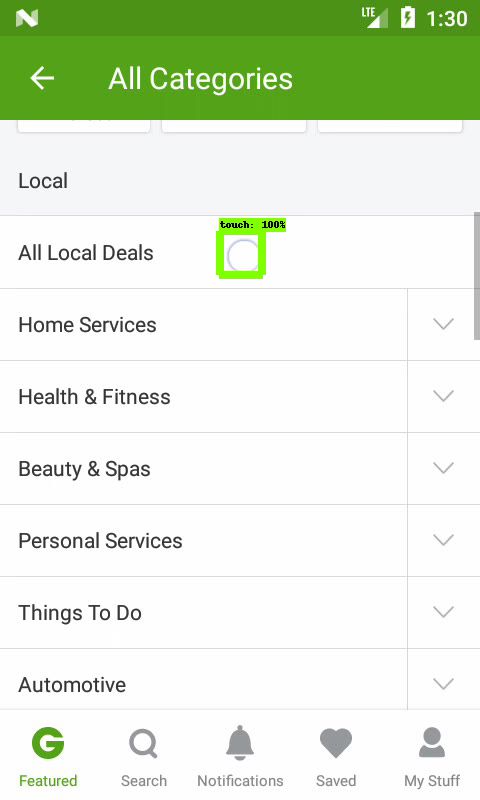 LTE 1:30
All Categories
Local
touch: 100%
All Local Deals
Home Services
Health & Fitness
Beauty & Spas
Personal Services
Things To Do
Automotive
Featured Search Notifications Saved My Stuff